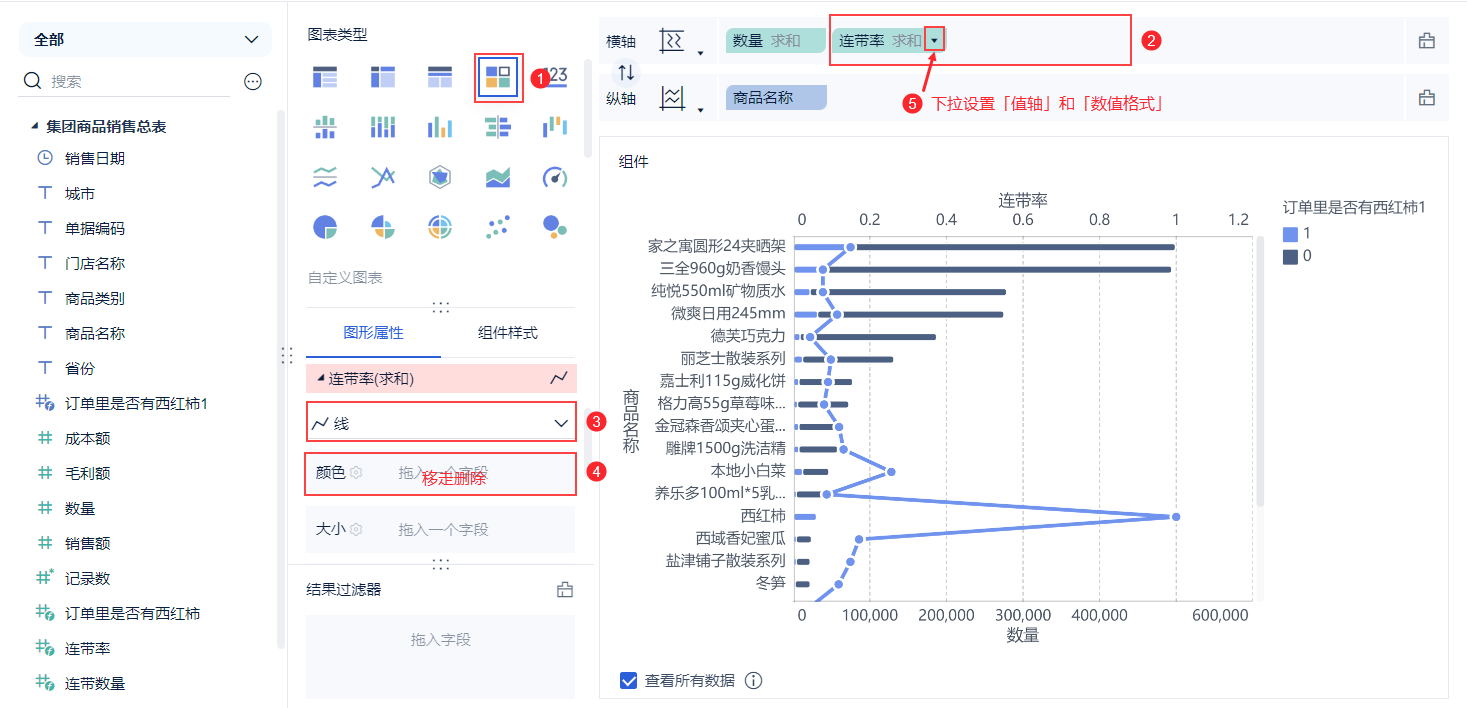 全部
搜索
集团商品销售总表
销售日期
城市
单据编码
门店名称
商品类别
商品名称
省份
订单里是否有西红柿1
成本额
毛利额
数量
销售额
记录数
订单里是否有西红柿
连带率
连带数量
图表类型
1
123
自定义图表
图形属性 组件样式
连带率(求和)
线
3
颜色 拖入一个字段
移走删除
4
大小 拖入一个字段
结果过滤器
拖入字段
横轴 数量 求和 连带率 求和
2
纵轴 商品名称
5 下拉设置「值轴」和「数值格式」
组件
连带率
0 0.2 0.4 0.6 0.8 1 1.2
订单里是否有西红柿1
1
0
商品名称
家之寓圆形24夹晒架
三全960g奶香馒头
纯悦550ml矿物质水
微爽日用245mm
德芙巧克力
丽芝士散装系列
嘉士利115g威化饼
格力高55g草莓味...
金冠森香颂夹心蛋...
雕牌1500g洗洁精
本地小白菜
养乐多100ml*5乳...
西红柿
西域香妃蜜瓜
盐津铺子散装系列
冬笋
0 100,000 200,000 300,000 400,000 600,000
数量
查看所有数据